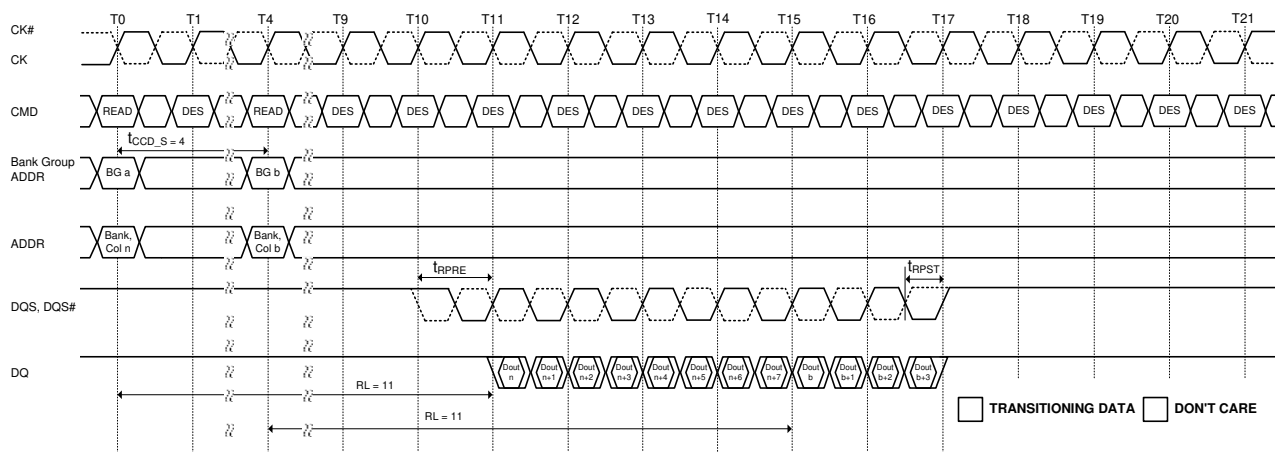 T0 T1 T4 T9 T10 T11 T12 T13 T14 T15 T16 T17 T18 T19 T20 T21
CK#
CK
CMD READ DES READ DES DES DES DES DES DES DES DES DES DES DES DES DES
tCCD_S = 4
Bank Group
ADDR
BG a BG b
ADDR
Bank, Col n
Bank, Col b
tRPRE tRPST
DQS, DQS#
DQ
Dout n
Dout n+1
Dout n+2
Dout n+3
Dout n+4
Dout n+5
Dout n+6
Dout n+7
Dout b
Dout b+1
Dout b+2
Dout b+3
RL = 11
RL = 11
TRANSITIONING DATA DON'T CARE